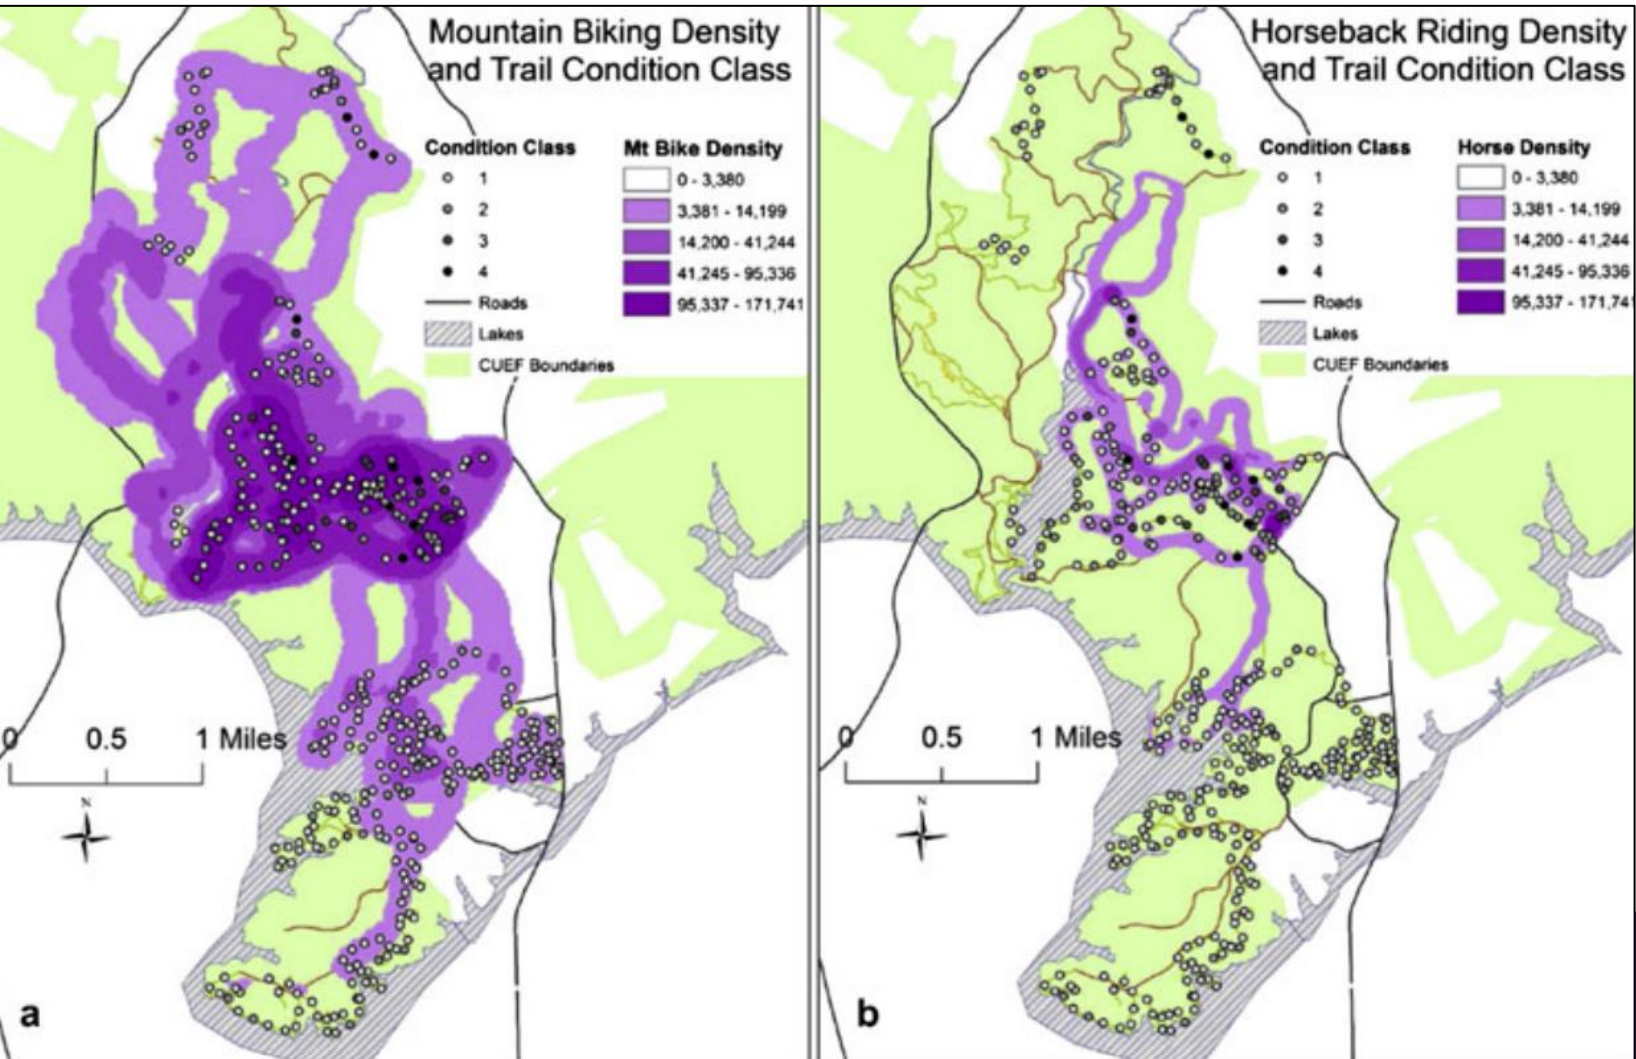 Mountain Biking Density
and Trail Condition Class
Condition Class
1
2
3
4
Roads
Lakes
CUEF Boundaries
Mt Bike Density
0 - 3,380
3,381 - 14,199
14,200 - 41,244
41,245 - 95,336
95,337 - 171,741
0 0.5 1 Miles
N
a
Horseback Riding Density
and Trail Condition Class
Condition Class
1
2
3
4
Roads
Lakes
CUEF Boundaries
Horse Density
0 - 3,380
3,381 - 14,199
14,200 - 41,244
41,245 - 95,336
95,337 - 171,741
0 0.5 1 Miles
N
b